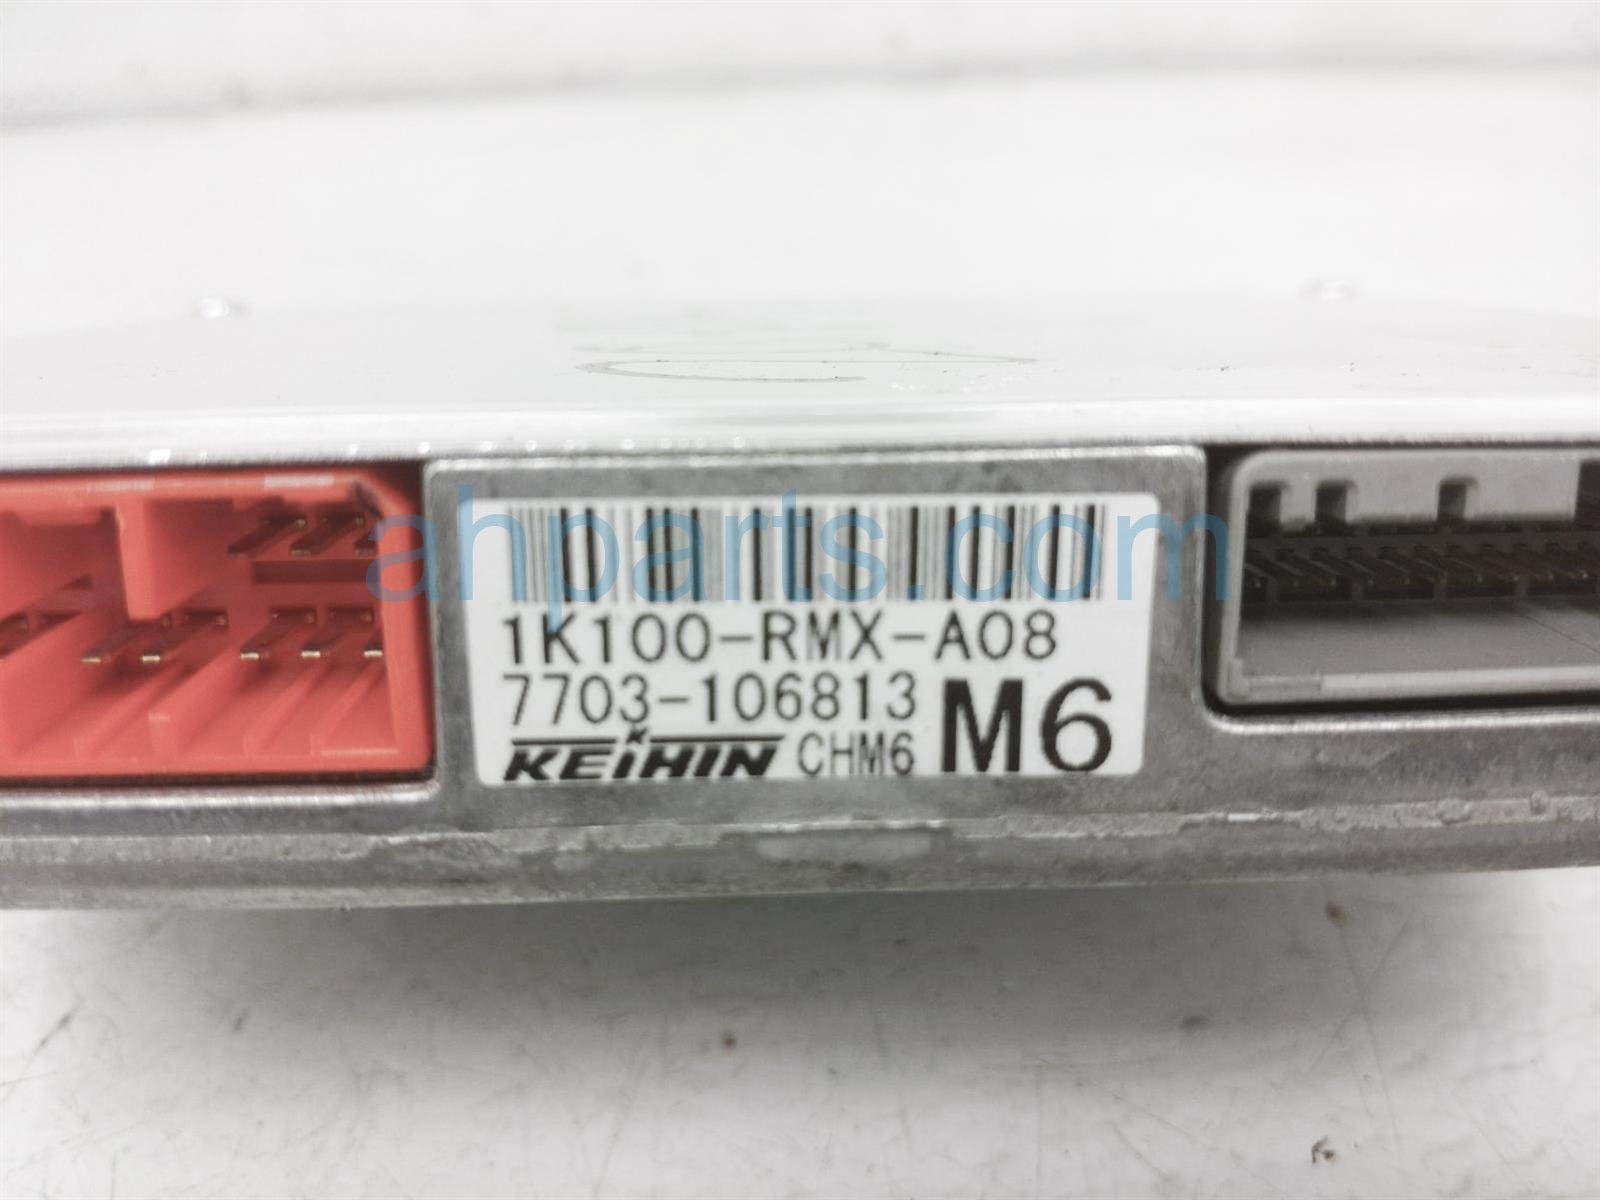 1K100-RMX-A08
7703-106813
KEIHIN CHM6 M6
ahparts.com